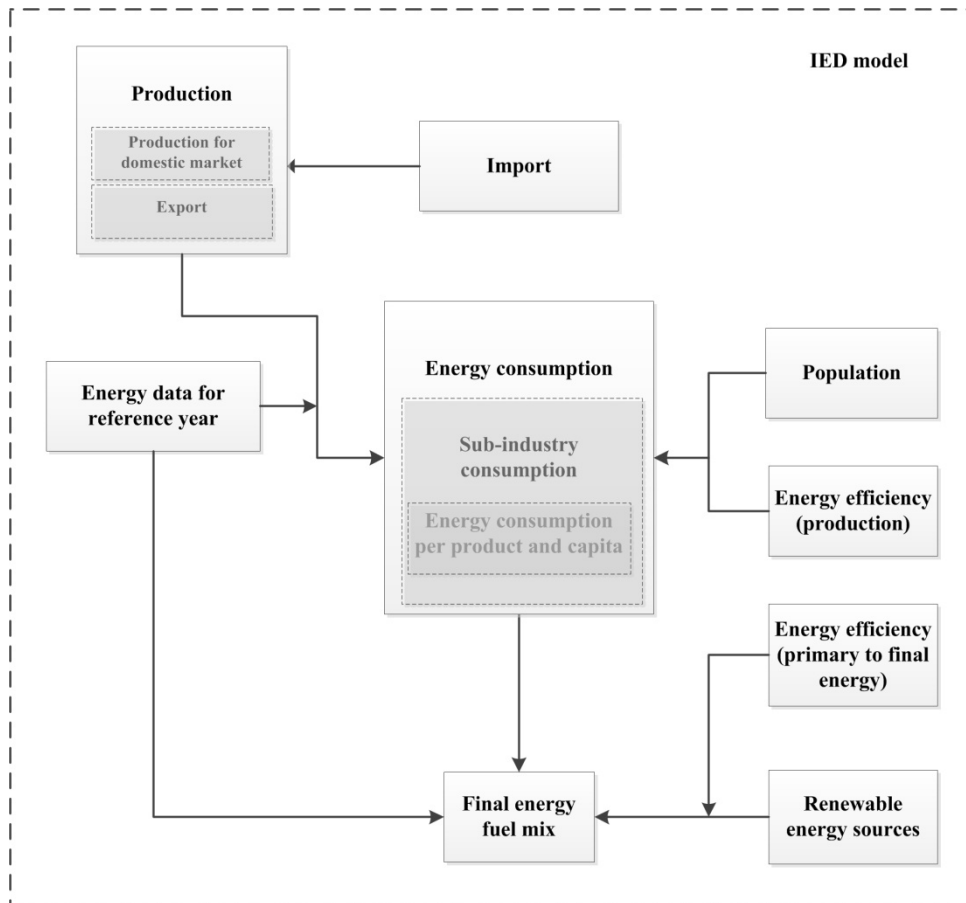 IED model
Production
Production for
domestic market
Export
Import
Energy data for
reference year
Energy consumption
Sub-industry
consumption
Energy consumption
per product and capita
Population
Energy efficiency
(production)
Energy efficiency
(primary to final
energy)
Final energy
fuel mix
Renewable
energy sources